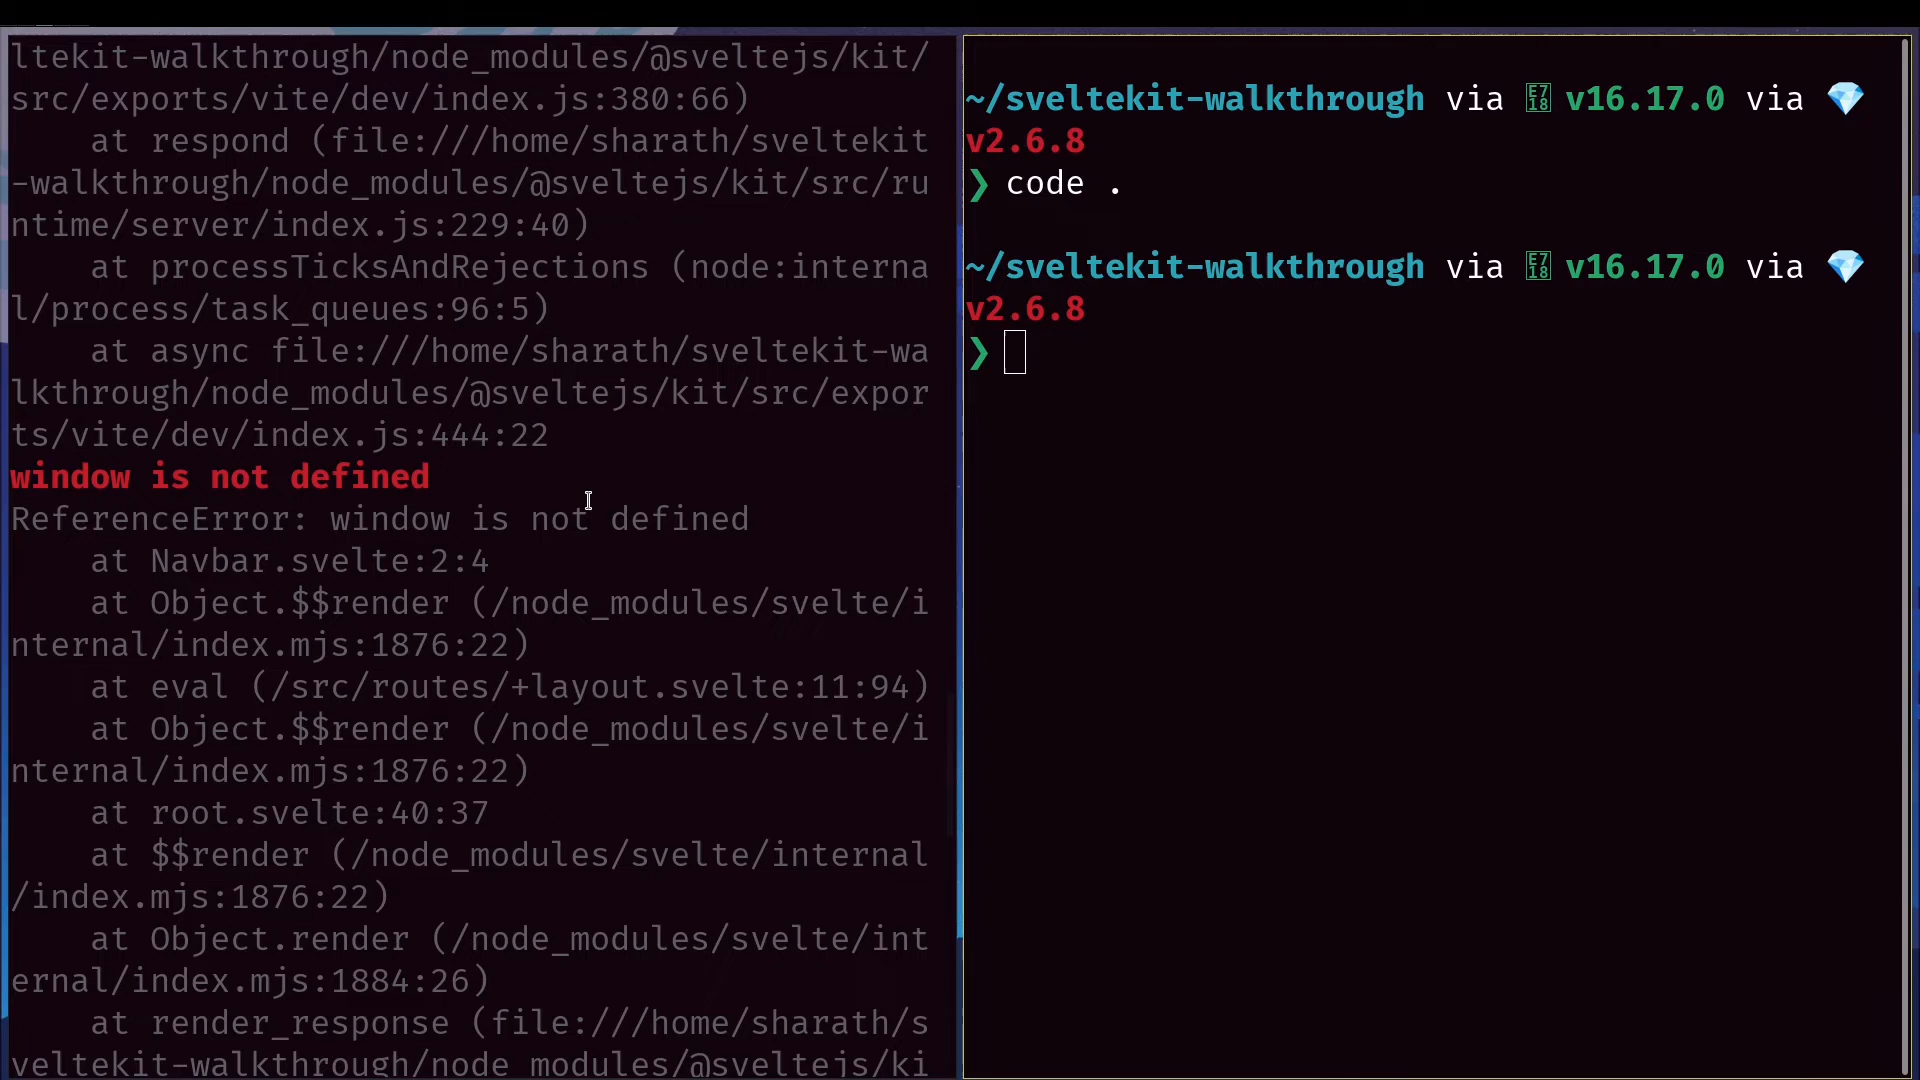 ltekit-walkthrough/node_modules/@sveltejs/kit/
src/exports/vite/dev/index.js:380:66)
    at respond (file:///home/sharath/sveltekit
-walkthrough/node_modules/@sveltejs/kit/src/ru
ntime/server/index.js:229:40)
    at processTicksAndRejections (node:interna
l/process/task_queues:96:5)
    at async file:///home/sharath/sveltekit-wa
lkthrough/node_modules/@sveltejs/kit/src/expor
ts/vite/dev/index.js:444:22
window is not defined
ReferenceError: window is not defined
    at Navbar.svelte:2:4
    at Object.$$render (/node_modules/svelte/i
nternal/index.mjs:1876:22)
    at eval (/src/routes/+layout.svelte:11:94)
    at Object.$$render (/node_modules/svelte/i
nternal/index.mjs:1876:22)
    at root.svelte:40:37
    at $$render (/node_modules/svelte/internal
/index.mjs:1876:22)
    at Object.render (/node_modules/svelte/int
ernal/index.mjs:1884:26)
    at render_response (file:///home/sharath/s
veltekit-walkthrough/node_modules/@sveltejs/ki
~/sveltekit-walkthrough via E718 v16.17.0 via 💎
v2.6.8
❯ code .
~/sveltekit-walkthrough via E718 v16.17.0 via 💎
v2.6.8
❯